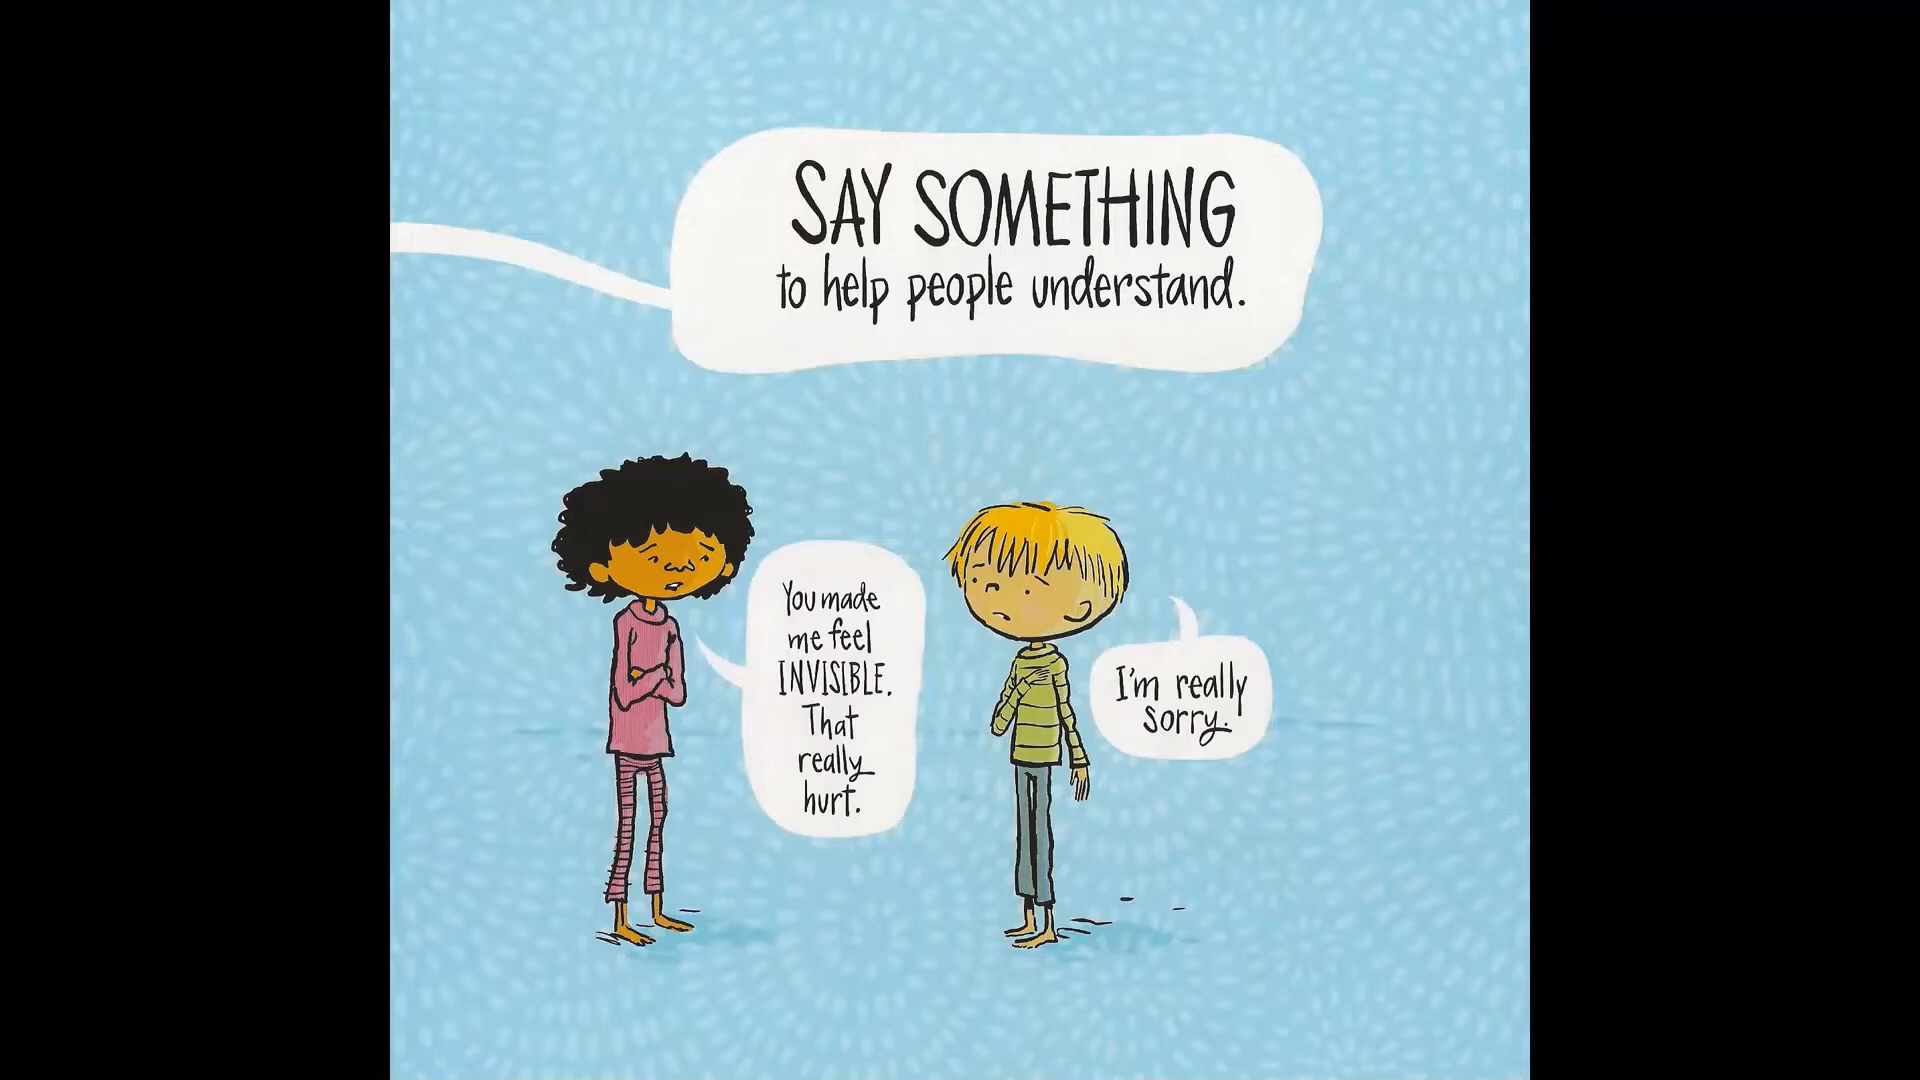 SAY SOMETHING
to help people understand.
You made
me feel
INVISIBLE.
That
really
hurt.
I'm really
sorry.